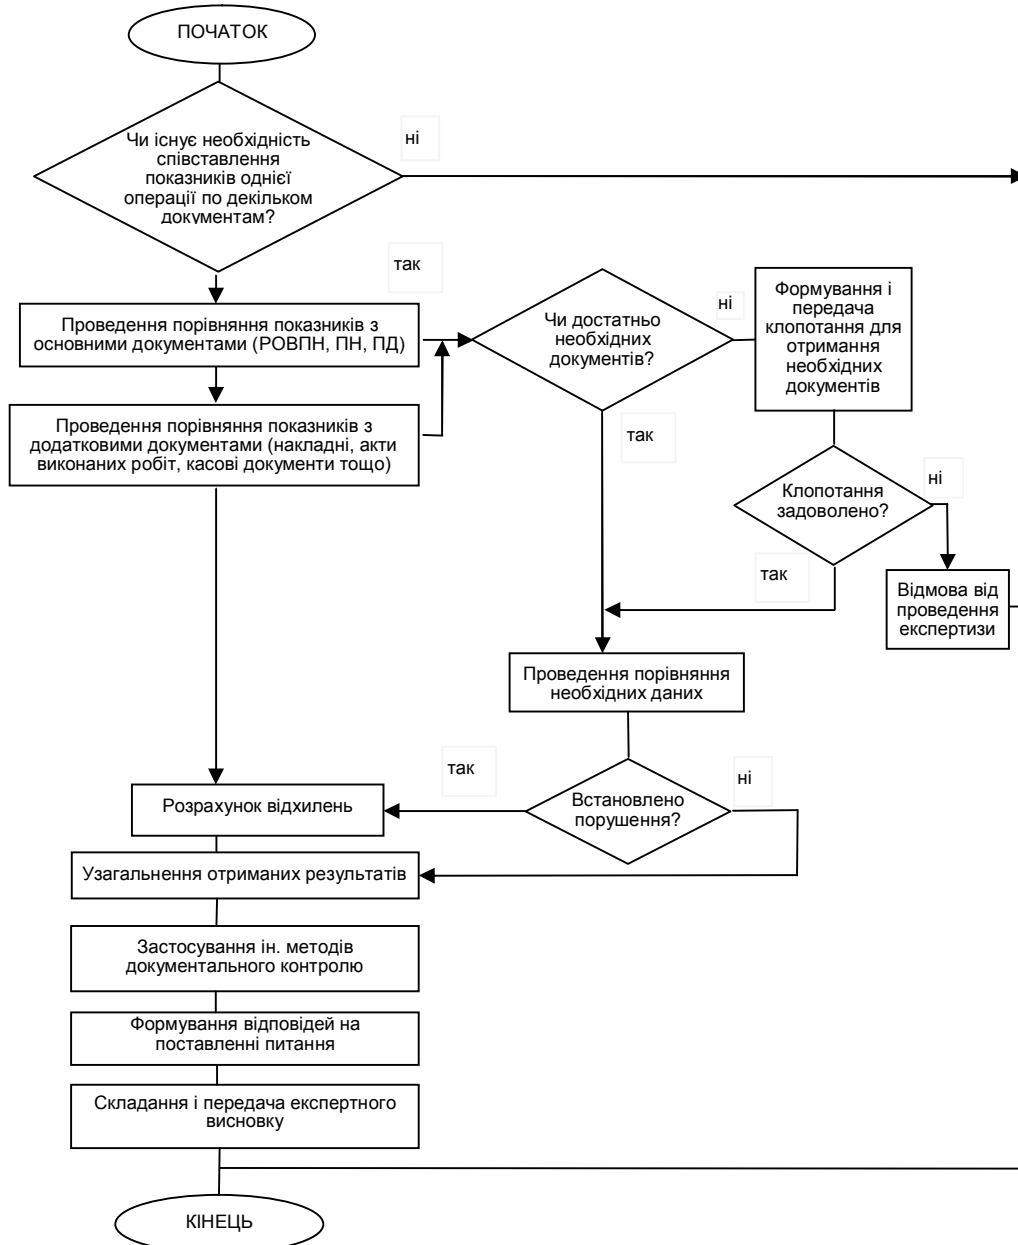 ПОЧАТОК
Чи існує необхідність
співставлення
показників однієї
операції по декільком
документам?
ні
так
Проведення порівняння показників з
основними документами (РОВПН, ПН, ПД)
Проведення порівняння показників з
додатковими документами (накладні, акти
виконаних робіт, касові документи тощо)
Чи достатньо
необхідних
документів?
ні
Формування і
передача
клопотання для
отримання
необхідних
документів
так
Клопотання
задоволено?
ні
так
Відмова від
проведення
експертизи
Проведення порівняння
необхідних даних
так
Встановлено
порушення?
ні
Розрахунок відхилень
Узагальнення отриманих результатів
Застосування ін. методів
документального контролю
Формування відповідей на
поставленні питання
Складання і передача експертного
висновку
КІНЕЦЬ